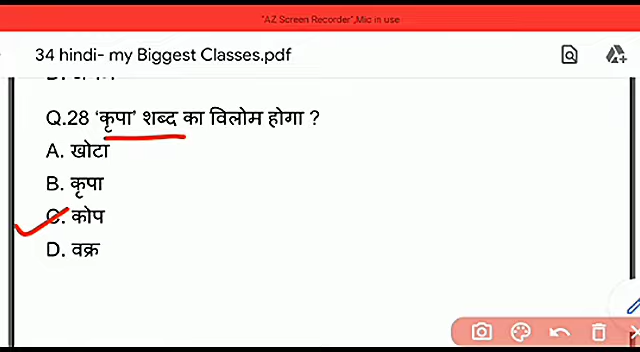 "AZ Screen Recorder",Mic in use
34 hindi- my Biggest Classes.pdf
Q.28 ‘कृपा’ शब्द का विलोम होगा ?
A. खोटा
B. कृपा
C. कोप
D. वक्र